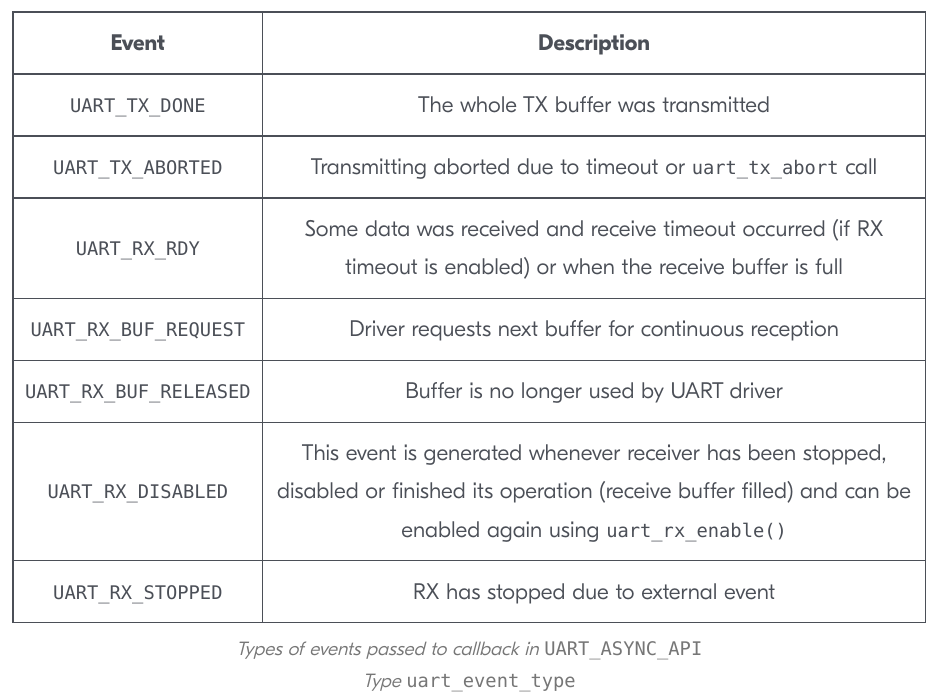 Event Description
UART_TX_DONE The whole TX buffer was transmitted
UART_TX_ABORTED Transmitting aborted due to timeout or uart_tx_abort call
UART_RX_RDY Some data was received and receive timeout occurred (if RX
timeout is enabled) or when the receive buffer is full
UART_RX_BUF_REQUEST Driver requests next buffer for continuous reception
UART_RX_BUF_RELEASED Buffer is no longer used by UART driver
This event is generated whenever receiver has been stopped,
UART_RX_DISABLED disabled or finished its operation (receive buffer filled) and can be
enabled again using uart_rx_enable()
UART_RX_STOPPED RX has stopped due to external event
Types of events passed to callback in UART_ASYNC_API
Type uart_event_type